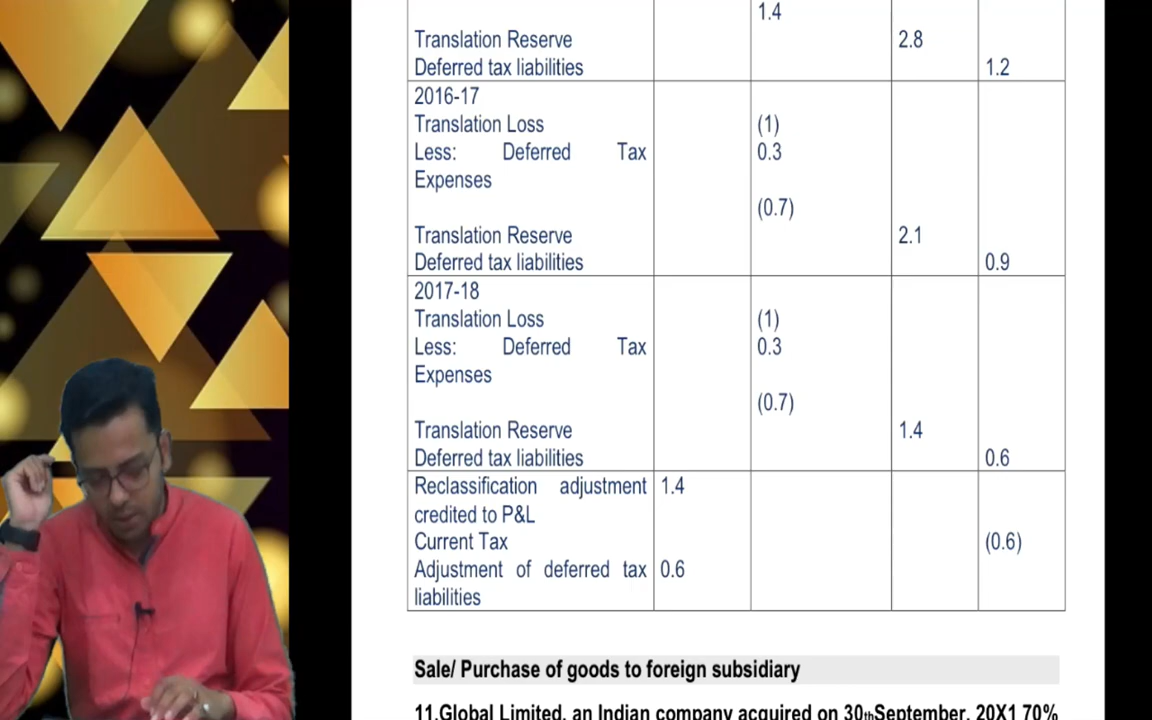 1.4
Translation Reserve 2.8
Deferred tax liabilities 1.2
2016-17
Translation Loss (1)
Less: Deferred Tax 0.3
Expenses
(0.7)
Translation Reserve 2.1
Deferred tax liabilities 0.9
2017-18
Translation Loss (1)
Less: Deferred Tax 0.3
Expenses
(0.7)
Translation Reserve 1.4
Deferred tax liabilities 0.6
Reclassification adjustment 1.4
credited to P&L
Current Tax (0.6)
Adjustment of deferred tax 0.6
liabilities
Sale/ Purchase of goods to foreign subsidiary
11.Global Limited, an Indian company acquired on 30th September, 20X1 70%